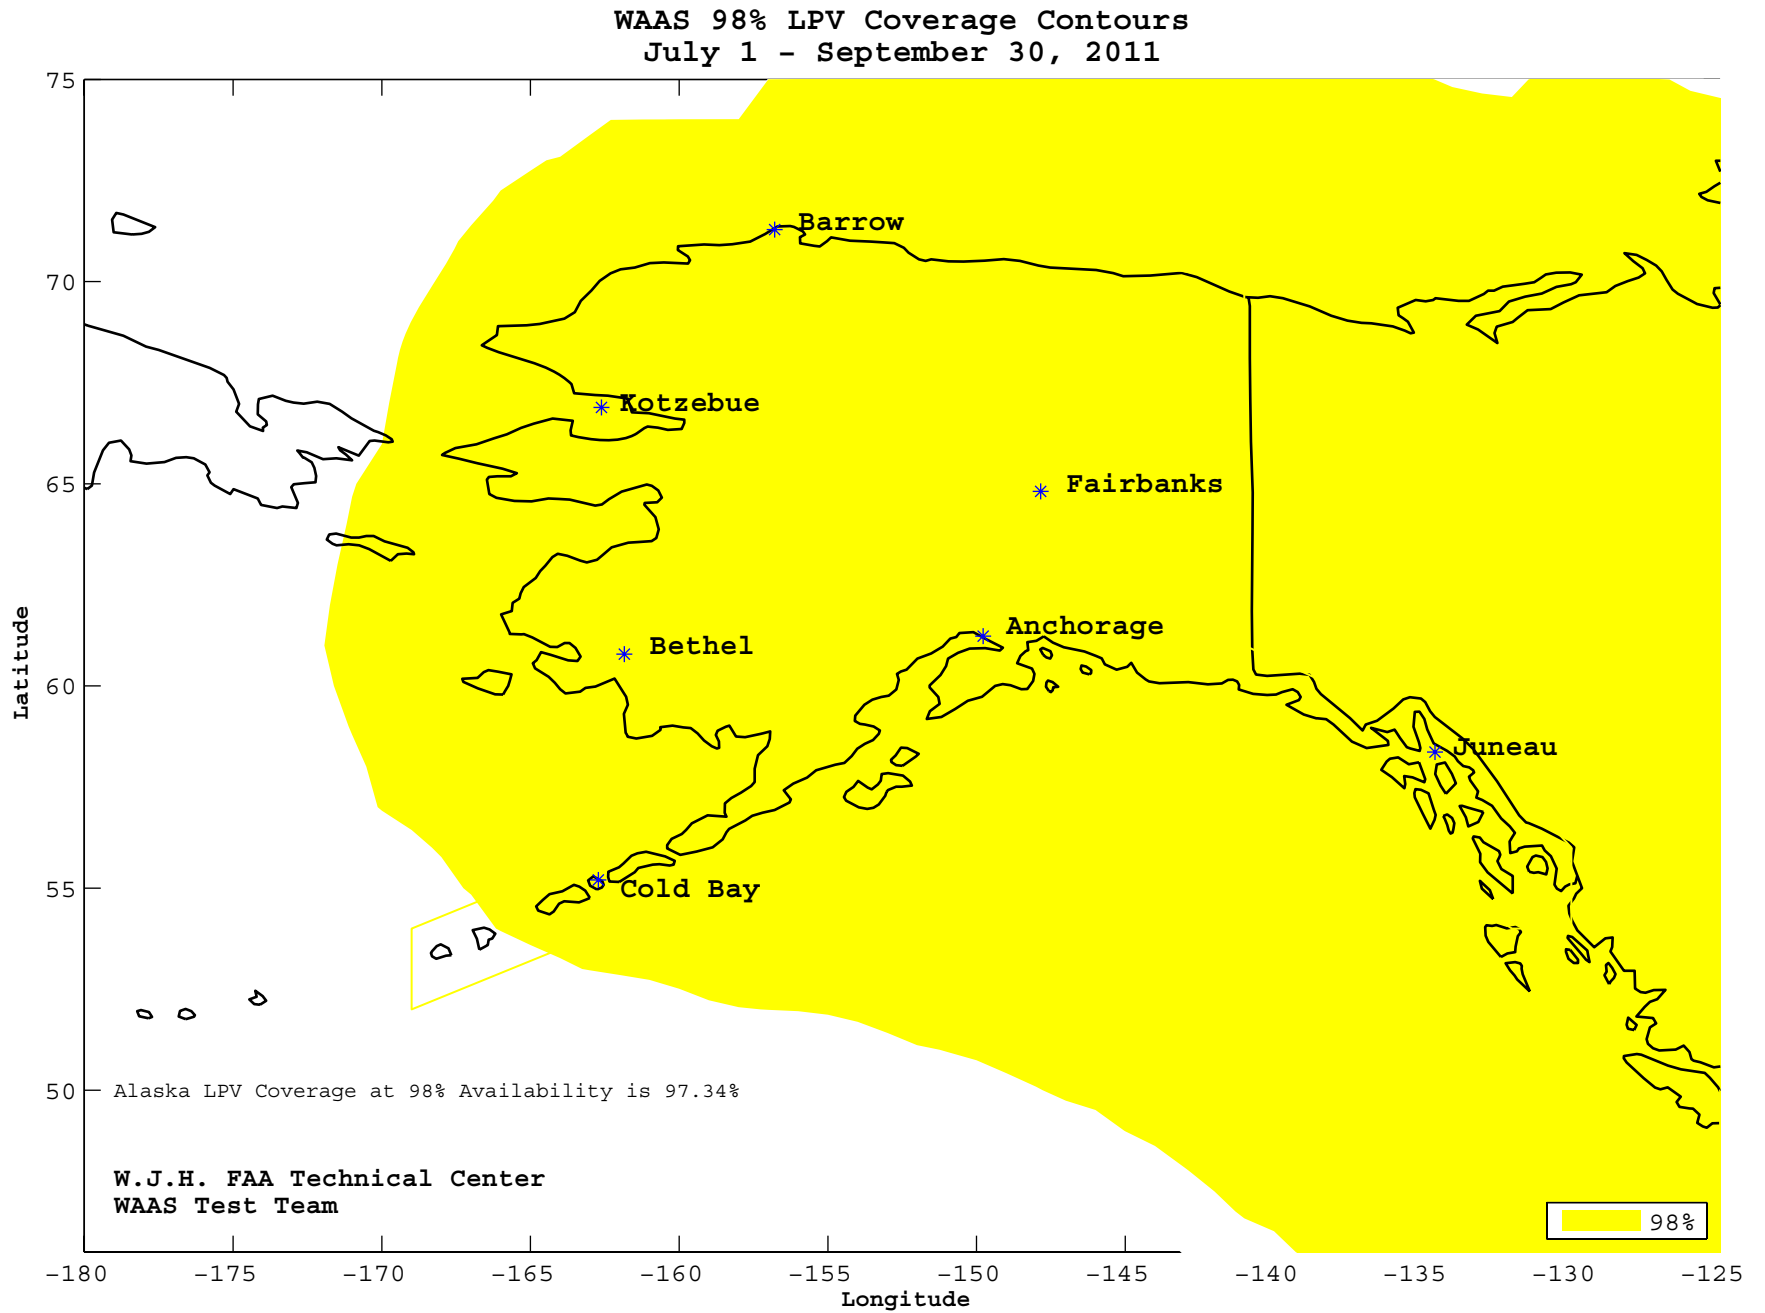 WAAS 98% LPV Coverage Contours
July 1 – September 30, 2011
75
70
65
60
55
50
Latitude
Barrow
Kotzebue
Fairbanks
Anchorage
Bethel
Juneau
Cold Bay
Alaska LPV Coverage at 98% Availability is 97.34%
W.J.H. FAA Technical Center
WAAS Test Team
98%
−180 −175 −170 −165 −160 −155 −150 −145 −140 −135 −130 −125
Longitude